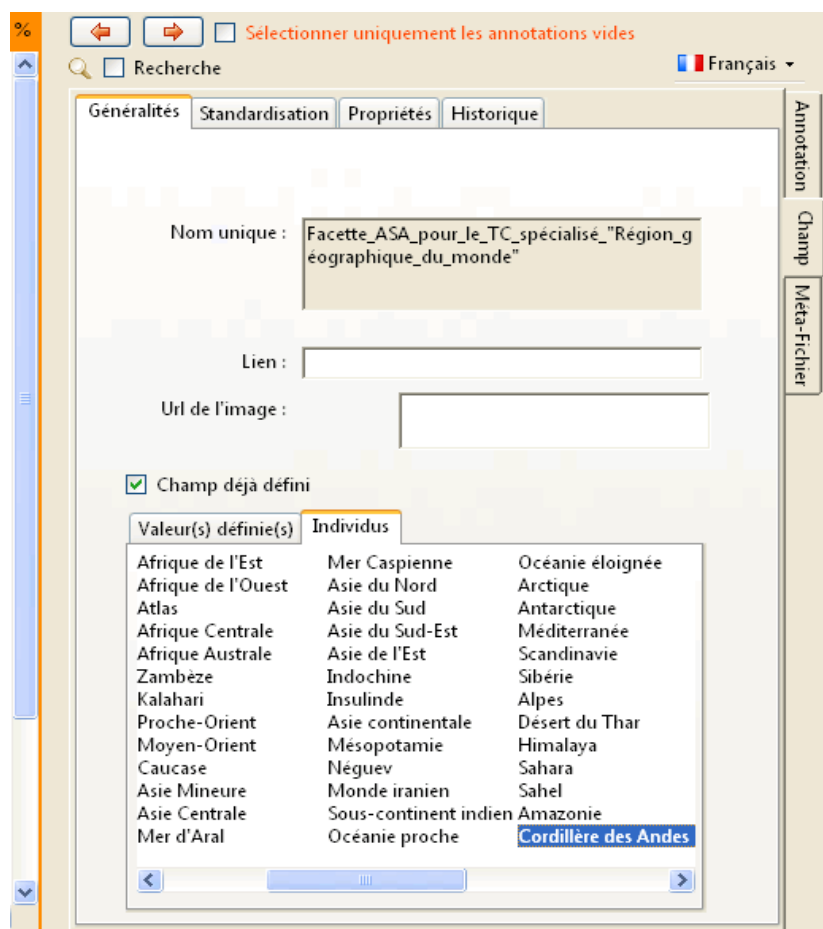 %
Sélectionner uniquement les annotations vides
Recherche
Français
Généralités Standardisation Propriétés Historique
Annotation
Champ
Méta-Fichier
Nom unique : Facette_ASA_pour_le_TC_spécialisé_"Région_g
éographique_du_monde"
Lien :
Url de l'image :
Champ déjà défini
Valeur(s) définie(s) Individus
Afrique de l'Est Mer Caspienne Océanie éloignée
Afrique de l'Ouest Asie du Nord Arctique
Atlas Asie du Sud Antarctique
Afrique Centrale Asie du Sud-Est Méditerranée
Afrique Australe Asie de l'Est Scandinavie
Zambèze Indochine Sibérie
Kalahari Insulinde Alpes
Proche-Orient Asie continentale Désert du Thar
Moyen-Orient Mésopotamie Himalaya
Caucase Néguev Sahara
Asie Mineure Monde iranien Sahel
Asie Centrale Sous-continent indien Amazonie
Mer d'Aral Océanie proche Cordillère des Andes